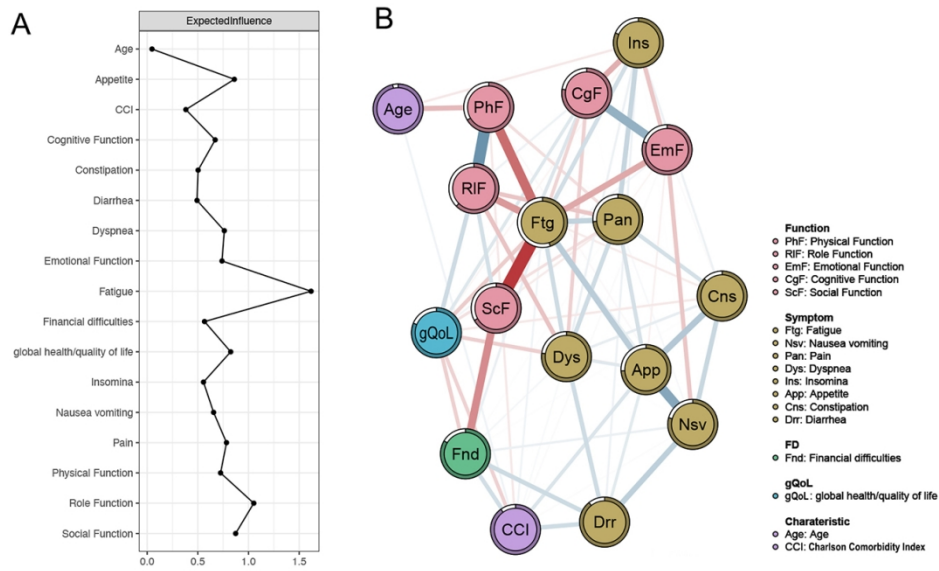 A
ExpectedInfluence
Age
Appetite
CCI
Cognitive Function
Constipation
Diarrhea
Dyspnea
Emotional Function
Fatigue
Financial difficulties
global health/quality of life
Insomina
Nausea vomiting
Pain
Physical Function
Role Function
Social Function
0.0 0.5 1.0 1.5
B
Ins
CgF
Age
PhF
EmF
RlF
Ftg
Pan
Cns
ScF
gQoL
Dys
App
Nsv
Fnd
CCI
Drr
Function
PhF: Physical Function
RlF: Role Function
EmF: Emotional Function
CgF: Cognitive Function
ScF: Social Function
Symptom
Ftg: Fatigue
Nsv: Nausea vomiting
Pan: Pain
Dys: Dyspnea
Ins: Insomina
App: Appetite
Cns: Constipation
Drr: Diarrhea
FD
Fnd: Financial difficulties
gQoL
gQoL: global health/quality of life
Charateristic
Age: Age
CCI: Charlson Comorbidity Index